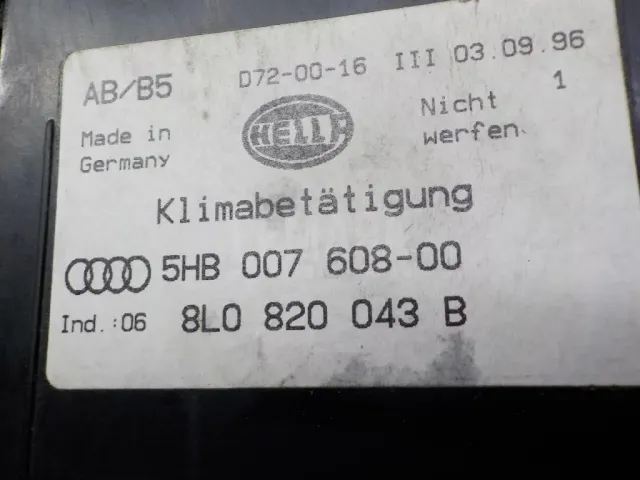 AB/B5 D72-00-16 III 03.09.96
1
Made in
Germany
HELLA
Nicht
werfen.
Klimabetätigung
5HB 007 608-00
Ind.:06 8L0 820 043 B